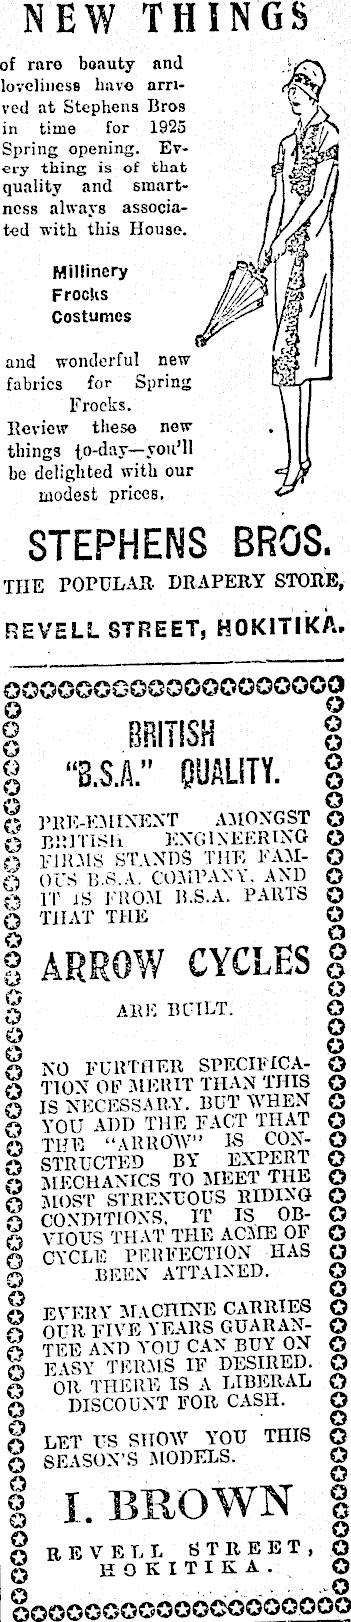 NEW THINGS
of rare beauty and
loveliness have arri-
ved at Stephens Bros
in time for 1925
Spring opening. Ev-
ery thing is of that
quality and smart-
ness always associa-
ted with this House.
Millinery
Frocks
Costumes
and wonderful new
fabrics for Spring
Frocks.
Review these new
things to-day—you'll
be delighted with our
modest prices.
STEPHENS BROS.
THE POPULAR DRAPERY STORE,
REVELL STREET, HOKITIKA.
BRITISH
"B.S.A." QUALITY.
PRE-EMINENT AMONGST
BRITISH ENGINEERING
FIRMS STANDS THE FAM-
OUS B.S.A. COMPANY, AND
IT IS FROM B.S.A. PARTS
THAT THE
ARROW CYCLES
ARE BUILT.
NO FURTHER SPECIFICA-
TION OF MERIT THAN THIS
IS NECESSARY. BUT WHEN
YOU ADD THE FACT THAT
THE "ARROW" IS CON-
STRUCTED BY EXPERT
MECHANICS TO MEET THE
MOST STRENUOUS RIDING
CONDITIONS, IT IS OB-
VIOUS THAT THE ACME OF
CYCLE PERFECTION HAS
BEEN ATTAINED.
EVERY MACHINE CARRIES
OUR FIVE YEARS GUARAN-
TEE AND YOU CAN BUY ON
EASY TERMS IF DESIRED.
OR THERE IS A LIBERAL
DISCOUNT FOR CASH.
LET US SHOW YOU THIS
SEASON'S MODELS.
I. BROWN
REVELL STREET,
HOKITIKA.